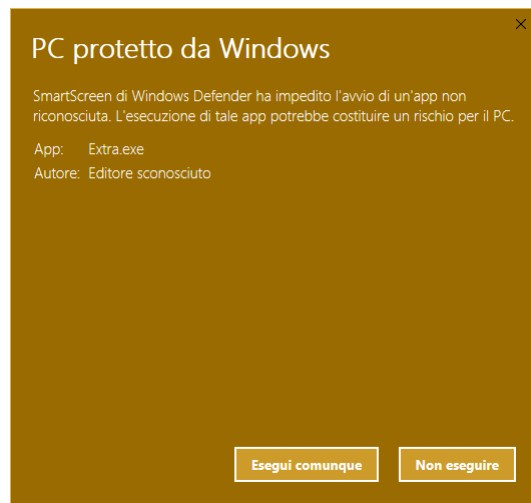 PC protetto da Windows
SmartScreen di Windows Defender ha impedito l'avvio di un'app non
riconosciuta. L'esecuzione di tale app potrebbe costituire un rischio per il PC.
App: Extra.exe
Autore: Editore sconosciuto
Esegui comunque Non eseguire